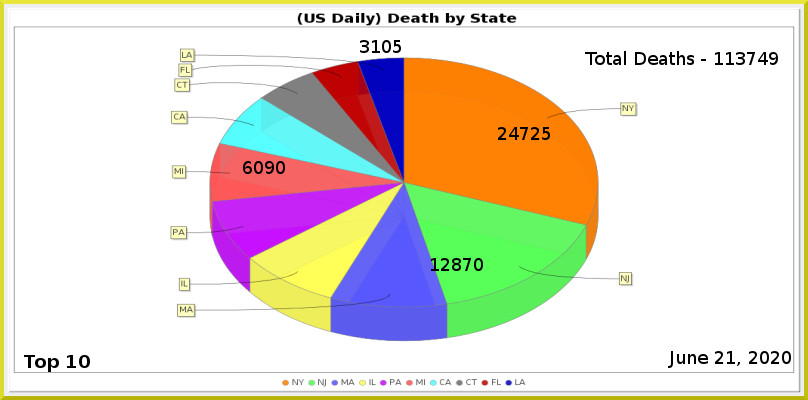 (US Daily) Death by State
LA
3105
Total Deaths - 113749
FL
CT
NY
CA
24725
MI
6090
PA
12870
NJ
IL
MA
Top 10
June 21, 2020
NY NJ MA IL PA MI CA CT FL LA